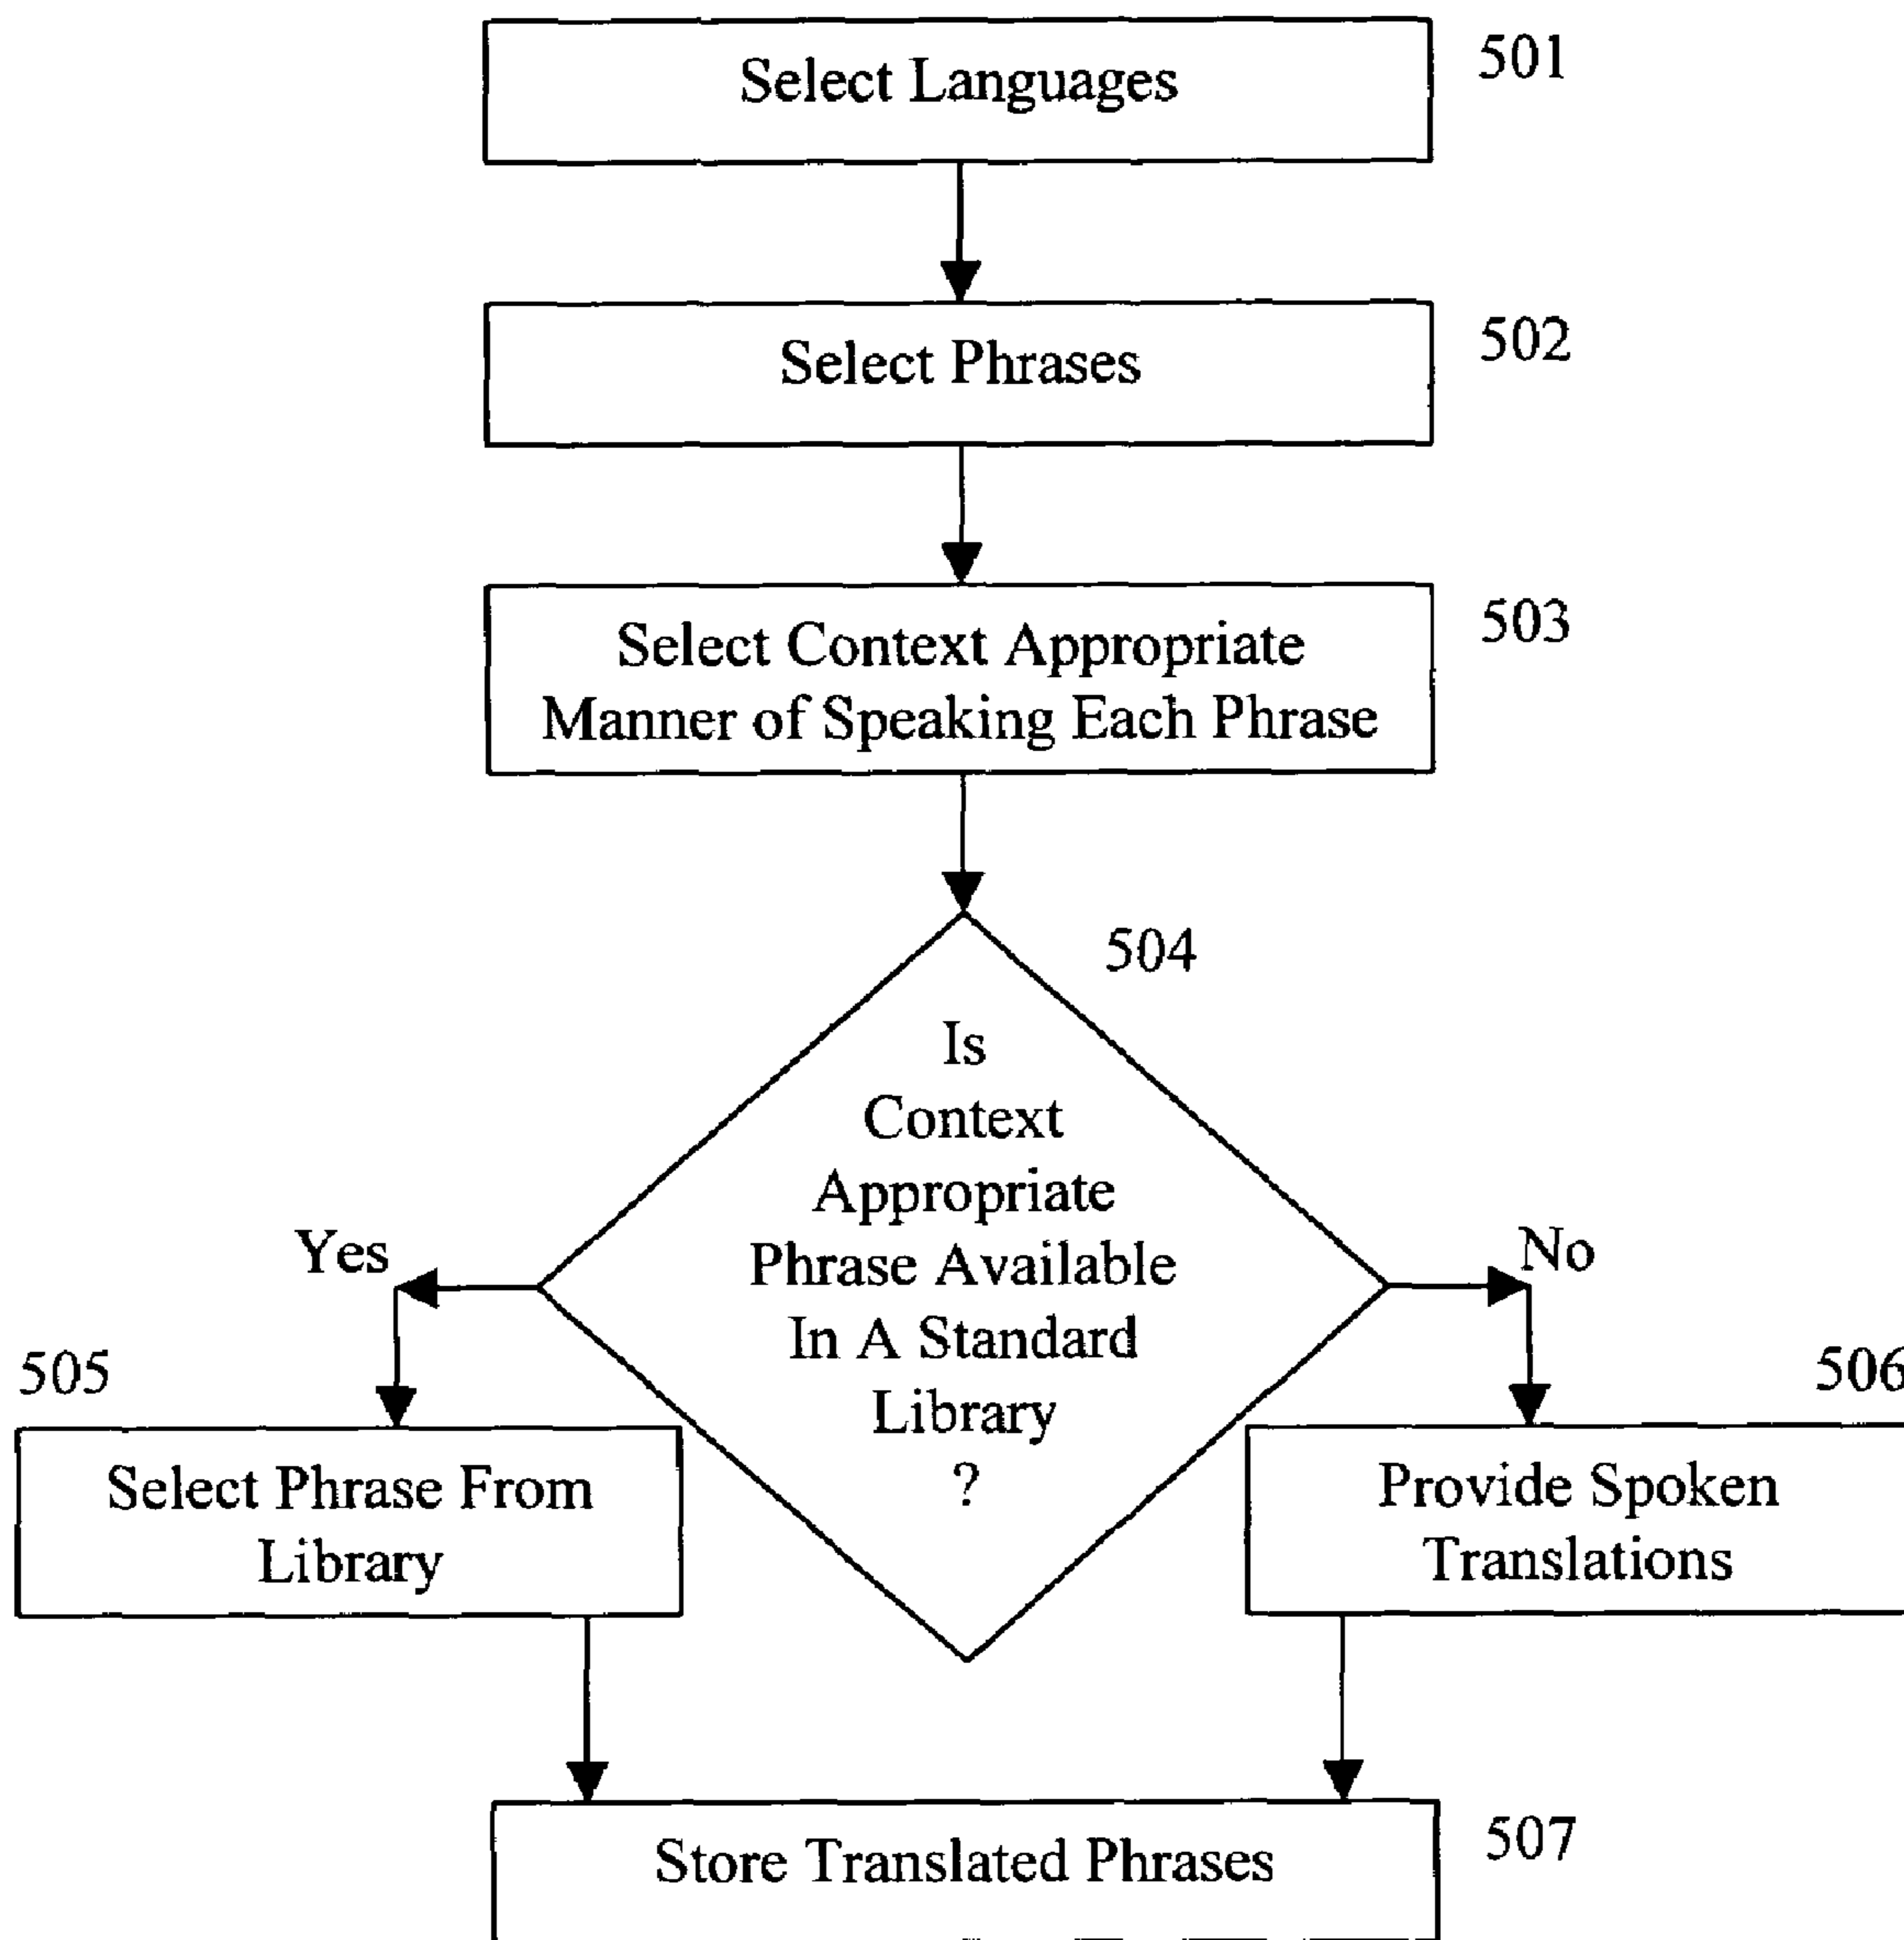 Select Languages
501
Select Phrases
502
Select Context Appropriate
Manner of Speaking Each Phrase
503
504
Is
Context
Appropriate
Phrase Available
In A Standard
Library
?
Yes
No
505
Select Phrase From
Library
506
Provide Spoken
Translations
Store Translated Phrases
507